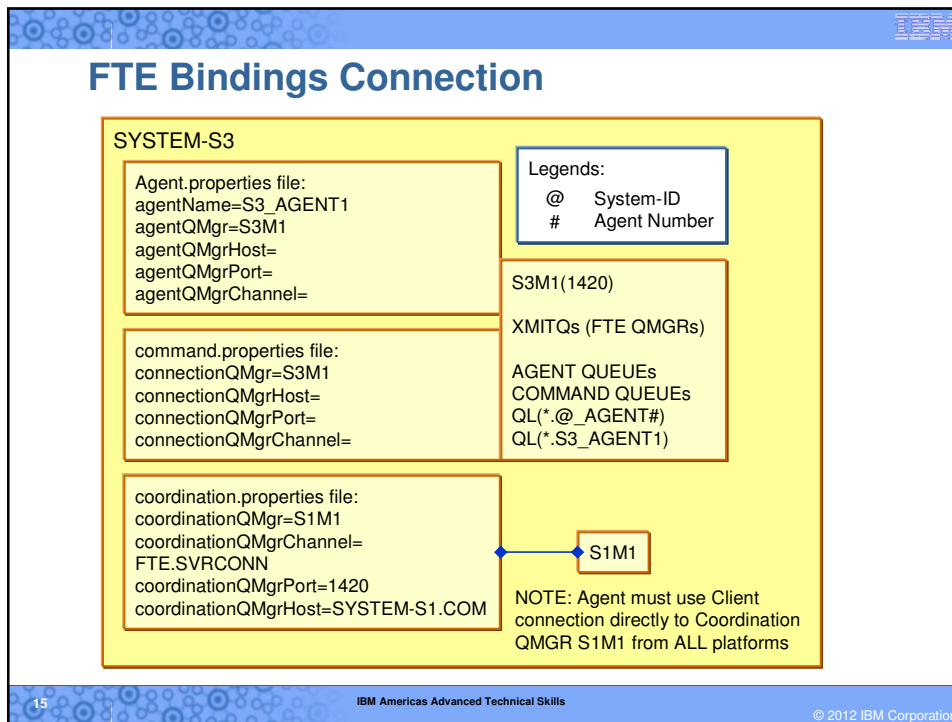 IBM
FTE Bindings Connection
SYSTEM-S3
Agent.properties file:
agentName=S3_AGENT1
agentQMgr=S3M1
agentQMgrHost=
agentQMgrPort=
agentQMgrChannel=
Legends:
@ System-ID
# Agent Number
S3M1(1420)
XMITQs (FTE QMGRs)
AGENT QUEUEs
COMMAND QUEUEs
QL(*.@_AGENT#)
QL(*.S3_AGENT1)
command.properties file:
connectionQMgr=S3M1
connectionQMgrHost=
connectionQMgrPort=
connectionQMgrChannel=
coordination.properties file:
coordinationQMgr=S1M1
coordinationQMgrChannel=
FTE.SVRCONN
coordinationQMgrPort=1420
coordinationQMgrHost=SYSTEM-S1.COM
S1M1
NOTE: Agent must use Client
connection directly to Coordination
QMGR S1M1 from ALL platforms
15
IBM Americas Advanced Technical Skills
© 2012 IBM Corporation